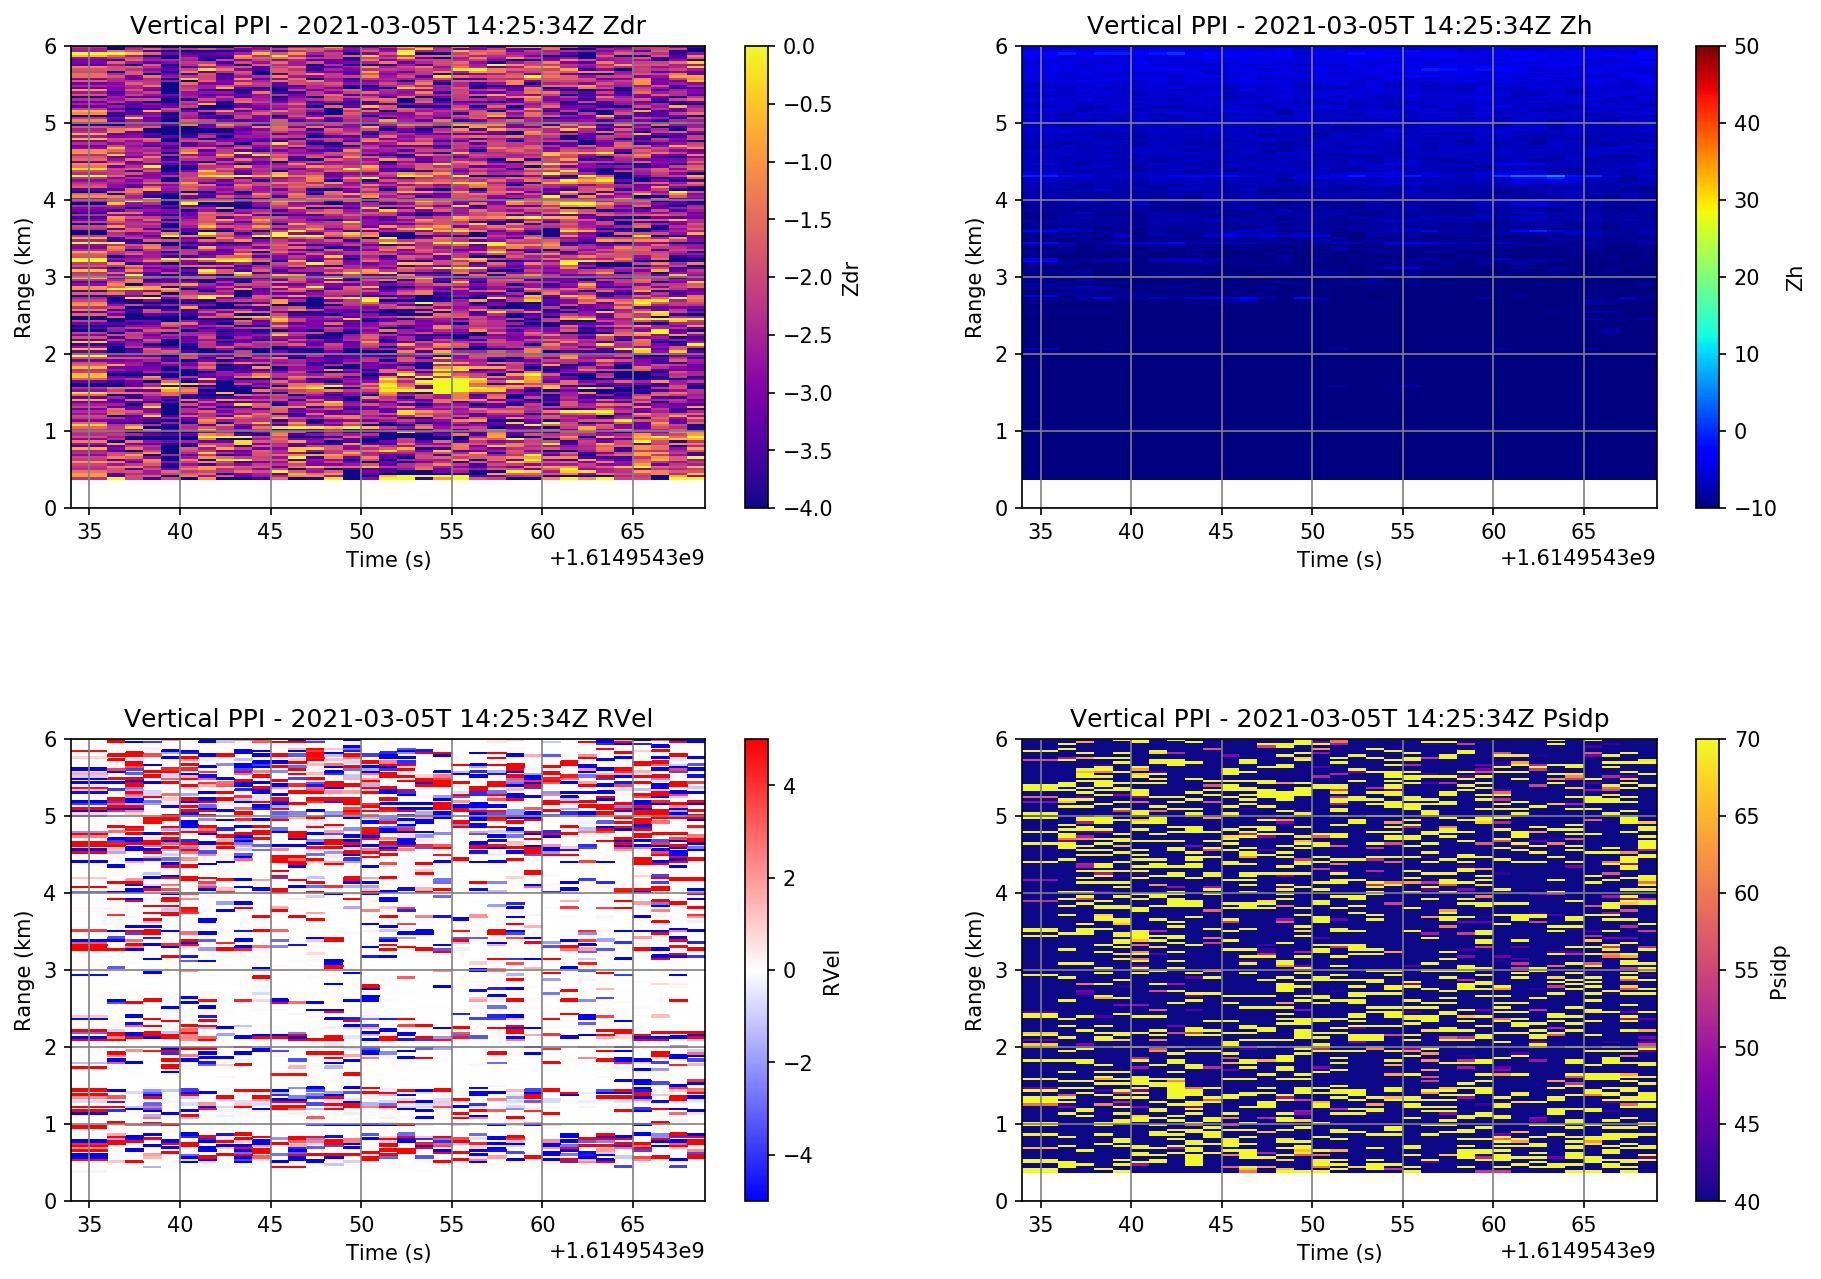 Vertical PPI - 2021-03-05T 14:25:34Z Zdr
6
5
4
3
2
1
0
Range (km)
35 40 45 50 55 60 65
Time (s)
+1.6149543e9
0.0
−0.5
−1.0
−1.5
−2.0
−2.5
−3.0
−3.5
−4.0
Zdr
Vertical PPI - 2021-03-05T 14:25:34Z Zh
6
5
4
3
2
1
0
Range (km)
35 40 45 50 55 60 65
Time (s)
+1.6149543e9
50
40
30
20
10
0
−10
Zh
Vertical PPI - 2021-03-05T 14:25:34Z RVel
6
5
4
3
2
1
0
Range (km)
35 40 45 50 55 60 65
Time (s)
+1.6149543e9
4
2
0
−2
−4
RVel
Vertical PPI - 2021-03-05T 14:25:34Z Psidp
6
5
4
3
2
1
0
Range (km)
35 40 45 50 55 60 65
Time (s)
+1.6149543e9
70
65
60
55
50
45
40
Psidp